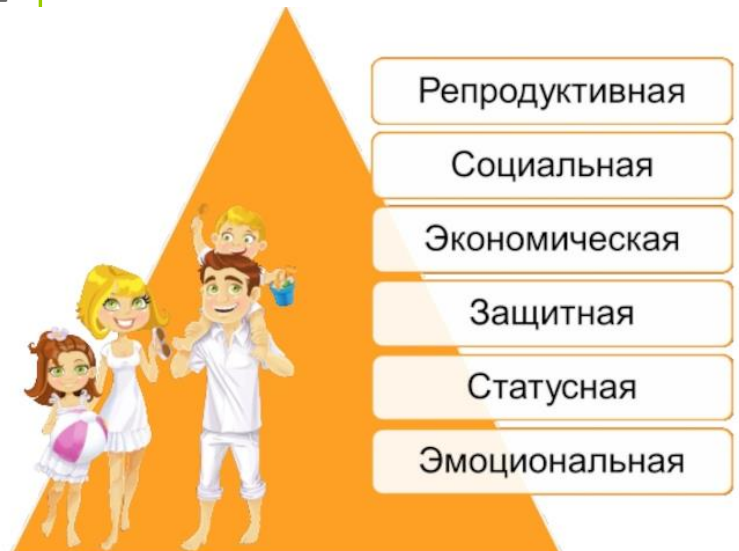 Репродуктивная
Социальная
Экономическая
Защитная
Статусная
Эмоциональная